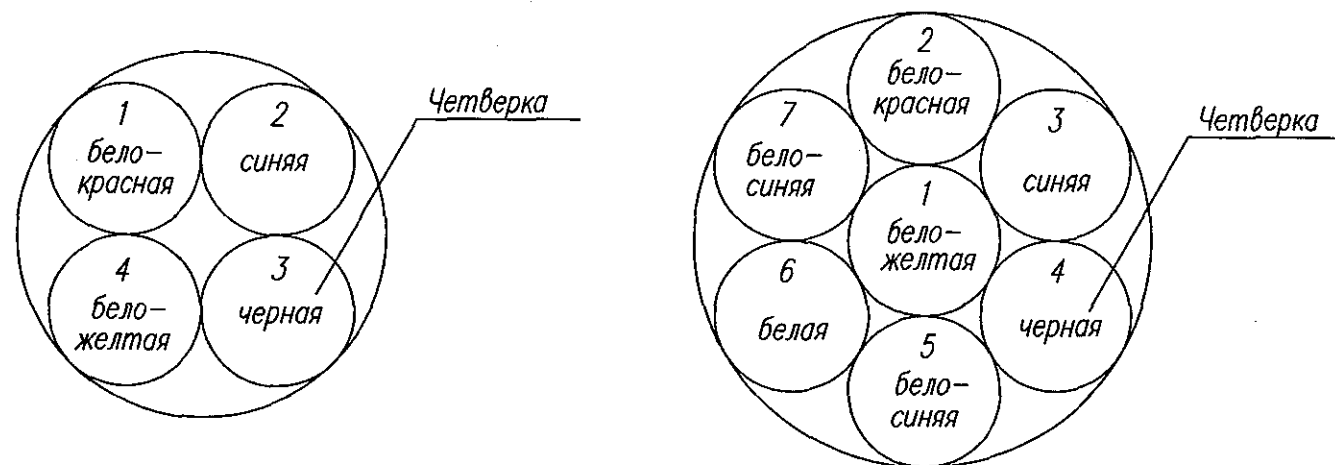 1
бело-
красная
2
синяя
4
бело-
желтая
3
черная
Четверка
2
бело-
красная
7
бело-
синяя
3
синяя
1
бело-
желтая
6
белая
4
черная
5
бело-
синяя
Четверка